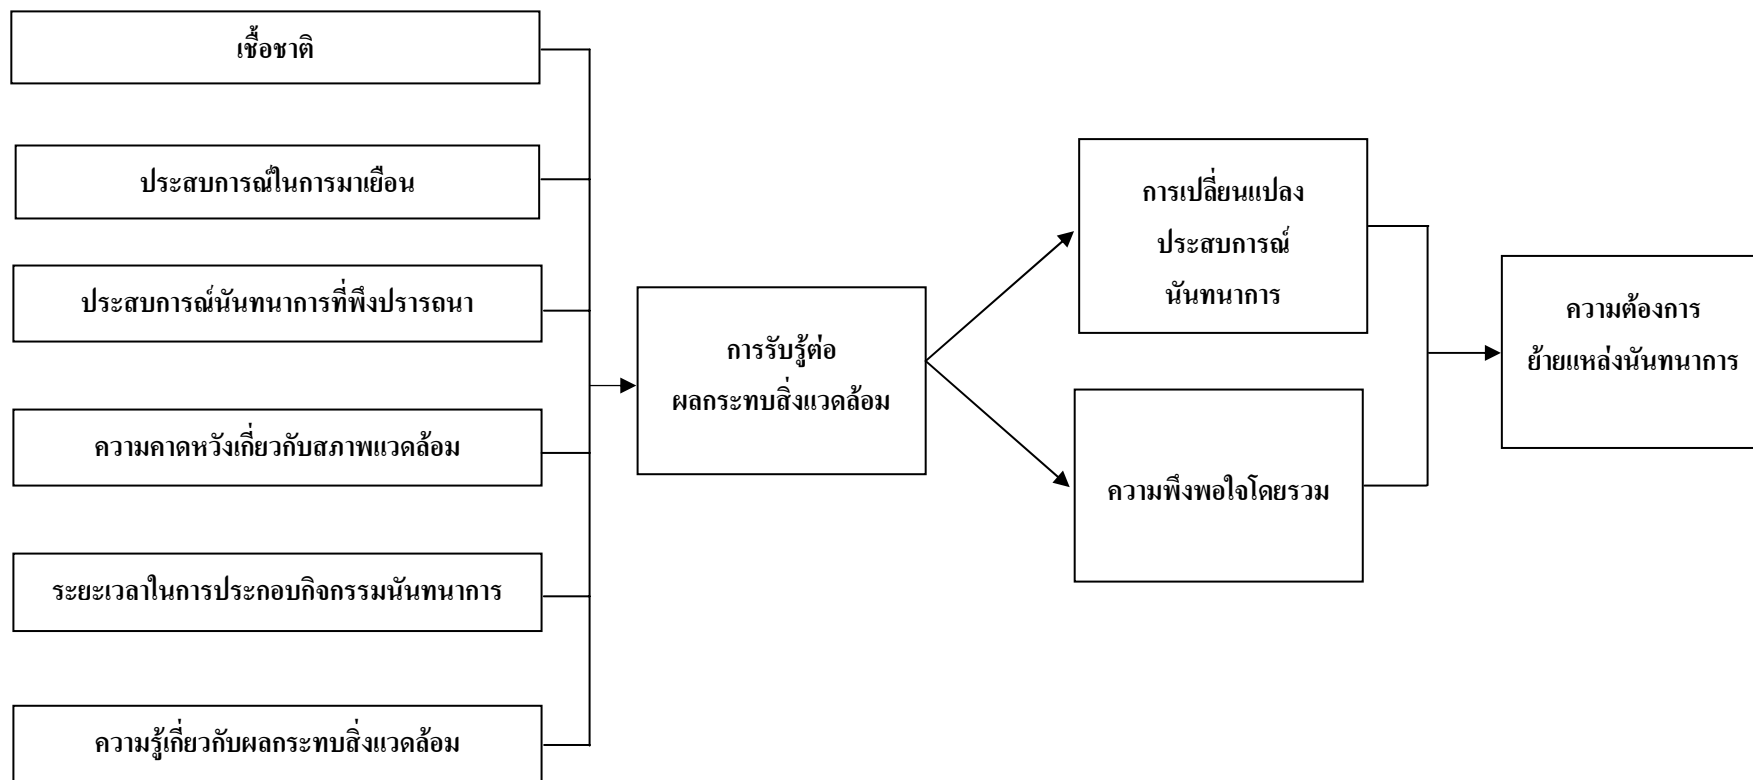 เชื้อชาติ
ประสบการณ์ในการมาเยือน
ประสบการณ์นันทนาการที่พึงปรารถนา
ความคาดหวังเกี่ยวกับสภาพแวดล้อม
ระยะเวลาในการประกอบกิจกรรมนันทนาการ
ความรู้เกี่ยวกับผลกระทบสิ่งแวดล้อม
การรับรู้ต่อ
ผลกระทบสิ่งแวดล้อม
การเปลี่ยนแปลง
ประสบการณ์
นันทนาการ
ความพึงพอใจโดยรวม
ความต้องการ
ย้ายแหล่งนันทนาการ